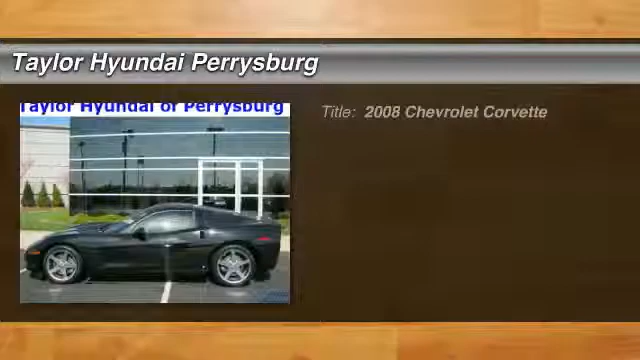 Taylor Hyundai Perrysburg
Taylor Hyundai of Perrysburg
Title: 2008 Chevrolet Corvette